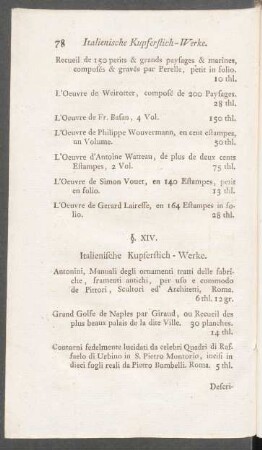 78 Italienische Kupferstich-Werke.
Recueil de 150 petits & grands paysages & marines,
composés & gravés par Perelle, petit in folio.
10 thl.
L'Oeuvre de Weirotter, composé de 200 Paysages.
28 thl.
L'Oeuvre de Fr. Baseo, 4 Vol. 150 thl.
L'Oeuvre de Philippe Wouvermann, en cent estampes,
un Volume. 30 thl.
L'Oeuvre d'Antoine Watteau, de plus de deux cents
Estampes, 2 Vol. 75 thl.
L'Oeuvre de Simon Vouet, en 140 Estampes, petit
en folio. 13 thl.
L'Oeuvre de Gerard Lairesse, en 164 Estampes in fo-
lio. 28 thl.
§. XIV.
Italienische Kupferstich-Werke.
Antonini, Manuali degli ornamenti tratti delle fabri-
che,framenti antichi, per uso e commodo
de Pittori, Scultori ed Architetti, Roma.
6 thl. 12 gr.
Grand Golfe de Naples par Giraud, ou Recueil des
plus beaux palais de la dite Ville. 30 planches.
14 thl.
Contorni fedelmente lucidati da celebri Quadri di Raf-
faelo di Urbino in S. Pietro Montorio, incisi in
dieci fogli reali da Pietro Bombelli. Roma. 5 thl.
Descri-